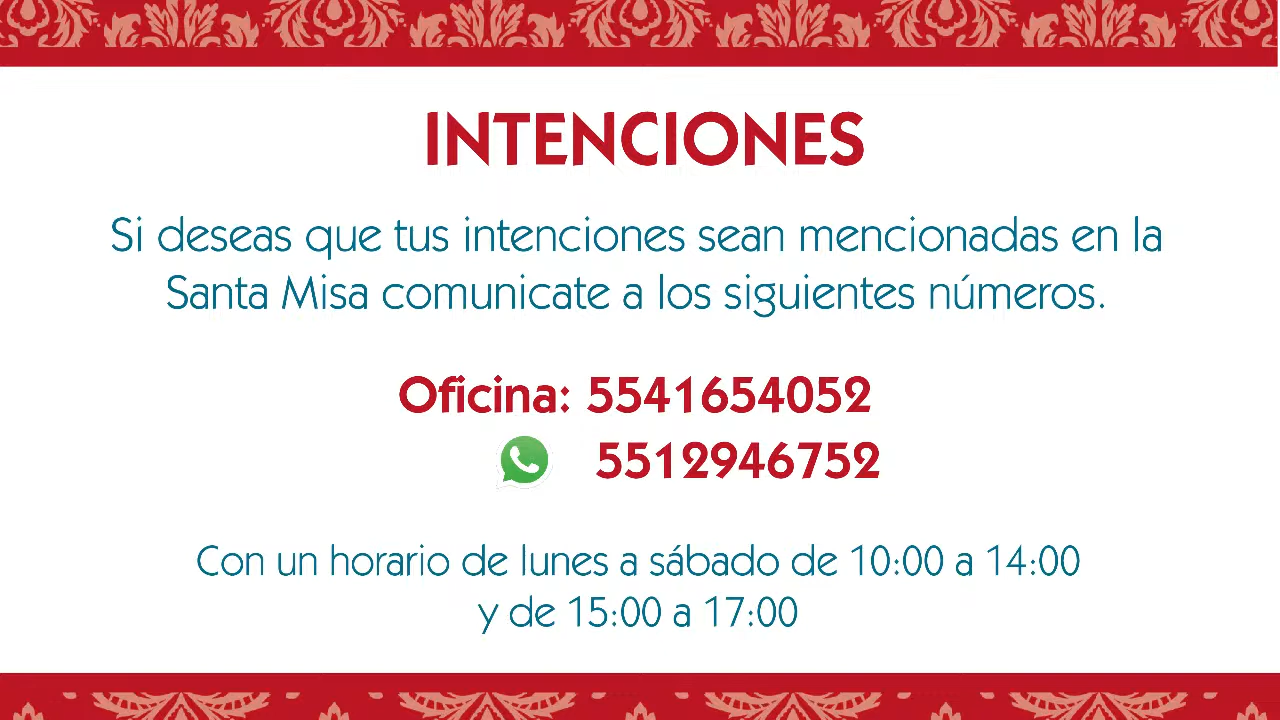 INTENCIONES
Si deseas que tus intenciones sean mencionadas en la
Santa Misa comunicate a los siguientes números.
Oficina: 5541654052
5512946752
Con un horario de lunes a sábado de 10:00 a 14:00
y de 15:00 a 17:00